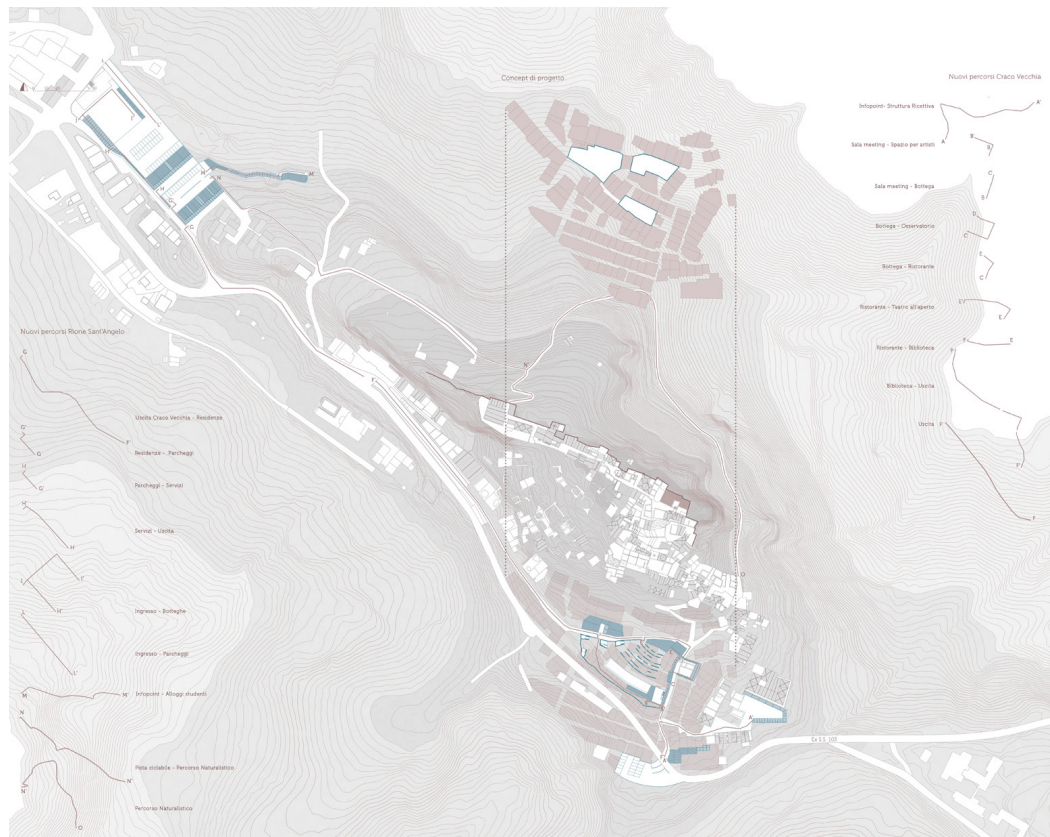 Concept di progetto
Nuovi percorsi Craco Vecchia
Infopoint- Struttura Ricettiva
A
A'
Sala meeting - Spazio per artisti
B'
B
Sala meeting - Bottega
C
B
Bottega - Osservatorio
D
C'
Bottega - Ristorante
E
C
Ristorante - Teatro all'aperto
E'
E
Ristorante - Biblioteca
F
E
Biblioteca - Uscita
F'
Uscita
F
F
Nuovi percorsi Rione Sant'Angelo
G
F'
Uscita Craco Vecchia - Residenze
G'
G
Residenze - Parcheggi
H
G'
Parcheggi - Servizi
H'
H
Servizi - Uscita
I
I'
H'
Ingresso - Botteghe
L
L'
Ingresso - Parcheggi
M
M'
Infopoint - Alloggi studenti
N
N'
Pista ciclabile - Percorso Naturalistico
N'
O
Percorso Naturalistico
L
I
I'
L'
H'
H
M
N
G'
G
M'
N'
F
O
A'
A
Ex S.S. 103